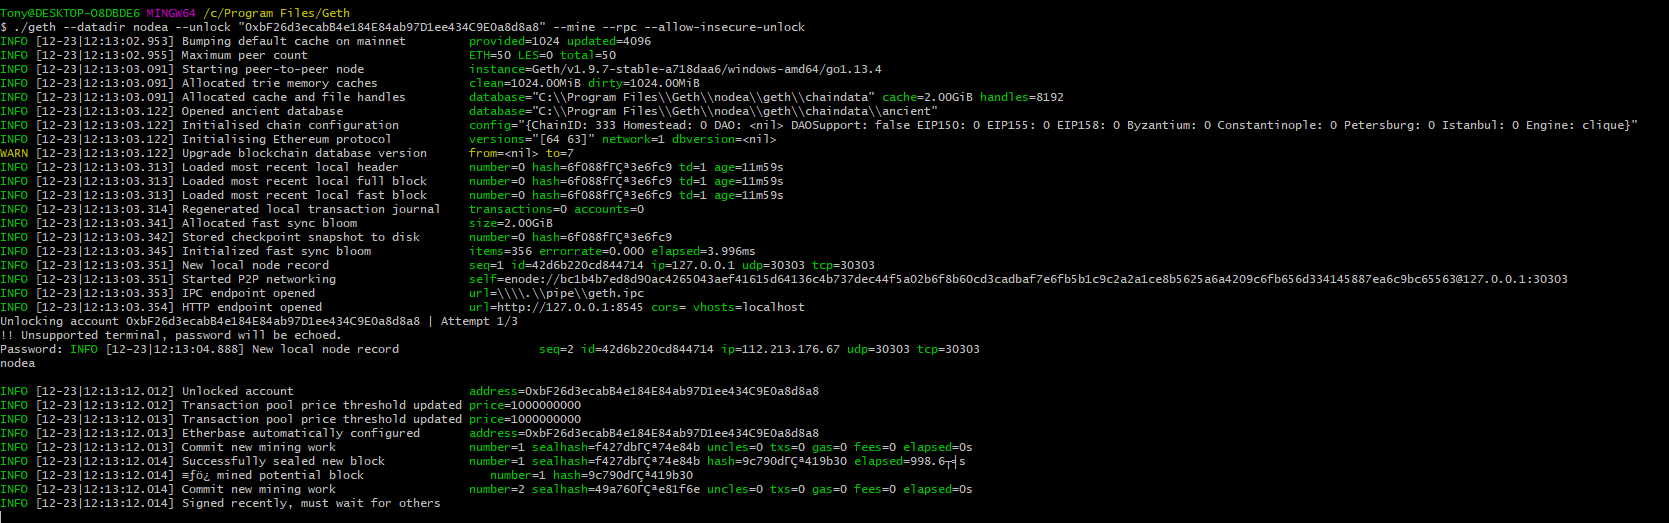 Tony@DESKTOP-O8DBDE6 MINGW64 /c/Program Files/Geth
$ ./geth --datadir nodea --unlock "0xbF26d3ecabB4e184E84ab97D1ee434C9E0a8d8a8" --mine --rpc --allow-insecure-unlock
INFO [12-23|12:13:02.953] Bumping default cache on mainnet provided=1024 updated=4096
INFO [12-23|12:13:02.955] Maximum peer count ETH=50 LES=0 total=50
INFO [12-23|12:13:03.091] Starting peer-to-peer node instance=Geth/v1.9.7-stable-a718daa6/windows-amd64/go1.13.4
INFO [12-23|12:13:03.091] Allocated trie memory caches clean=1024.00MiB dirty=1024.00MiB
INFO [12-23|12:13:03.091] Allocated cache and file handles database="C:\\Program Files\\Geth\\nodea\\geth\\chaindata" cache=2.00GiB handles=8192
INFO [12-23|12:13:03.122] Opened ancient database database="C:\\Program Files\\Geth\\nodea\\geth\\chaindata\\ancient"
INFO [12-23|12:13:03.122] Initialised chain configuration config="{ChainID: 333 Homestead: 0 DAO: <nil> DAOSupport: false EIP150: 0 EIP155: 0 EIP158: 0 Byzantium: 0 Constantinople: 0 Petersburg: 0 Istanbul: 0 Engine: clique}"
INFO [12-23|12:13:03.122] Initialising Ethereum protocol versions="[64 63]" network=1 dbversion=<nil>
WARN [12-23|12:13:03.122] Upgrade blockchain database version from=<nil> to=7
INFO [12-23|12:13:03.313] Loaded most recent local header number=0 hash=6f088fΓÇª3e6fc9 td=1 age=11m59s
INFO [12-23|12:13:03.313] Loaded most recent local full block number=0 hash=6f088fΓÇª3e6fc9 td=1 age=11m59s
INFO [12-23|12:13:03.313] Loaded most recent local fast block number=0 hash=6f088fΓÇª3e6fc9 td=1 age=11m59s
INFO [12-23|12:13:03.314] Regenerated local transaction journal transactions=0 accounts=0
INFO [12-23|12:13:03.341] Allocated fast sync bloom size=2.00GiB
INFO [12-23|12:13:03.342] Stored checkpoint snapshot to disk number=0 hash=6f088fΓÇª3e6fc9
INFO [12-23|12:13:03.345] Initialized fast sync bloom items=356 errorrate=0.000 elapsed=3.996ms
INFO [12-23|12:13:03.351] New local node record seq=1 id=42d6b220cd844714 ip=127.0.0.1 udp=30303 tcp=30303
INFO [12-23|12:13:03.351] Started P2P networking self=enode://bc1b4b7ed8d90ac4265043aef41615d64136c4b737dec44f5a02b6f8b60cd3cadbaf7e6fb5b1c9c2a2a1ce8b5625a6a4209c6fb656d334145887ea6c9bc65563@127.0.0.1:30303
INFO [12-23|12:13:03.353] IPC endpoint opened url=\\\\.\\pipe\\geth.ipc
INFO [12-23|12:13:03.354] HTTP endpoint opened url=http://127.0.0.1:8545 cors= vhosts=localhost
Unlocking account 0xbF26d3ecabB4e184E84ab97D1ee434C9E0a8d8a8 | Attempt 1/3
!! Unsupported terminal, password will be echoed.
Password: INFO [12-23|12:13:04.888] New local node record seq=2 id=42d6b220cd844714 ip=112.213.176.67 udp=30303 tcp=30303
nodea
INFO [12-23|12:13:12.012] Unlocked account address=0xbF26d3ecabB4e184E84ab97D1ee434C9E0a8d8a8
INFO [12-23|12:13:12.012] Transaction pool price threshold updated price=1000000000
INFO [12-23|12:13:12.013] Transaction pool price threshold updated price=1000000000
INFO [12-23|12:13:12.013] Etherbase automatically configured address=0xbF26d3ecabB4e184E84ab97D1ee434C9E0a8d8a8
INFO [12-23|12:13:12.013] Commit new mining work number=1 sealhash=f427dbΓÇª74e84b uncles=0 txs=0 gas=0 fees=0 elapsed=0s
INFO [12-23|12:13:12.014] Successfully sealed new block number=1 sealhash=f427dbΓÇª74e84b hash=9c790dΓÇª419b30 elapsed=998.6┬╡s
INFO [12-23|12:13:12.014] ≡ƒö¿ mined potential block number=1 hash=9c790dΓÇª419b30
INFO [12-23|12:13:12.014] Commit new mining work number=2 sealhash=49a760ΓÇªe81f6e uncles=0 txs=0 gas=0 fees=0 elapsed=0s
INFO [12-23|12:13:12.014] Signed recently, must wait for others